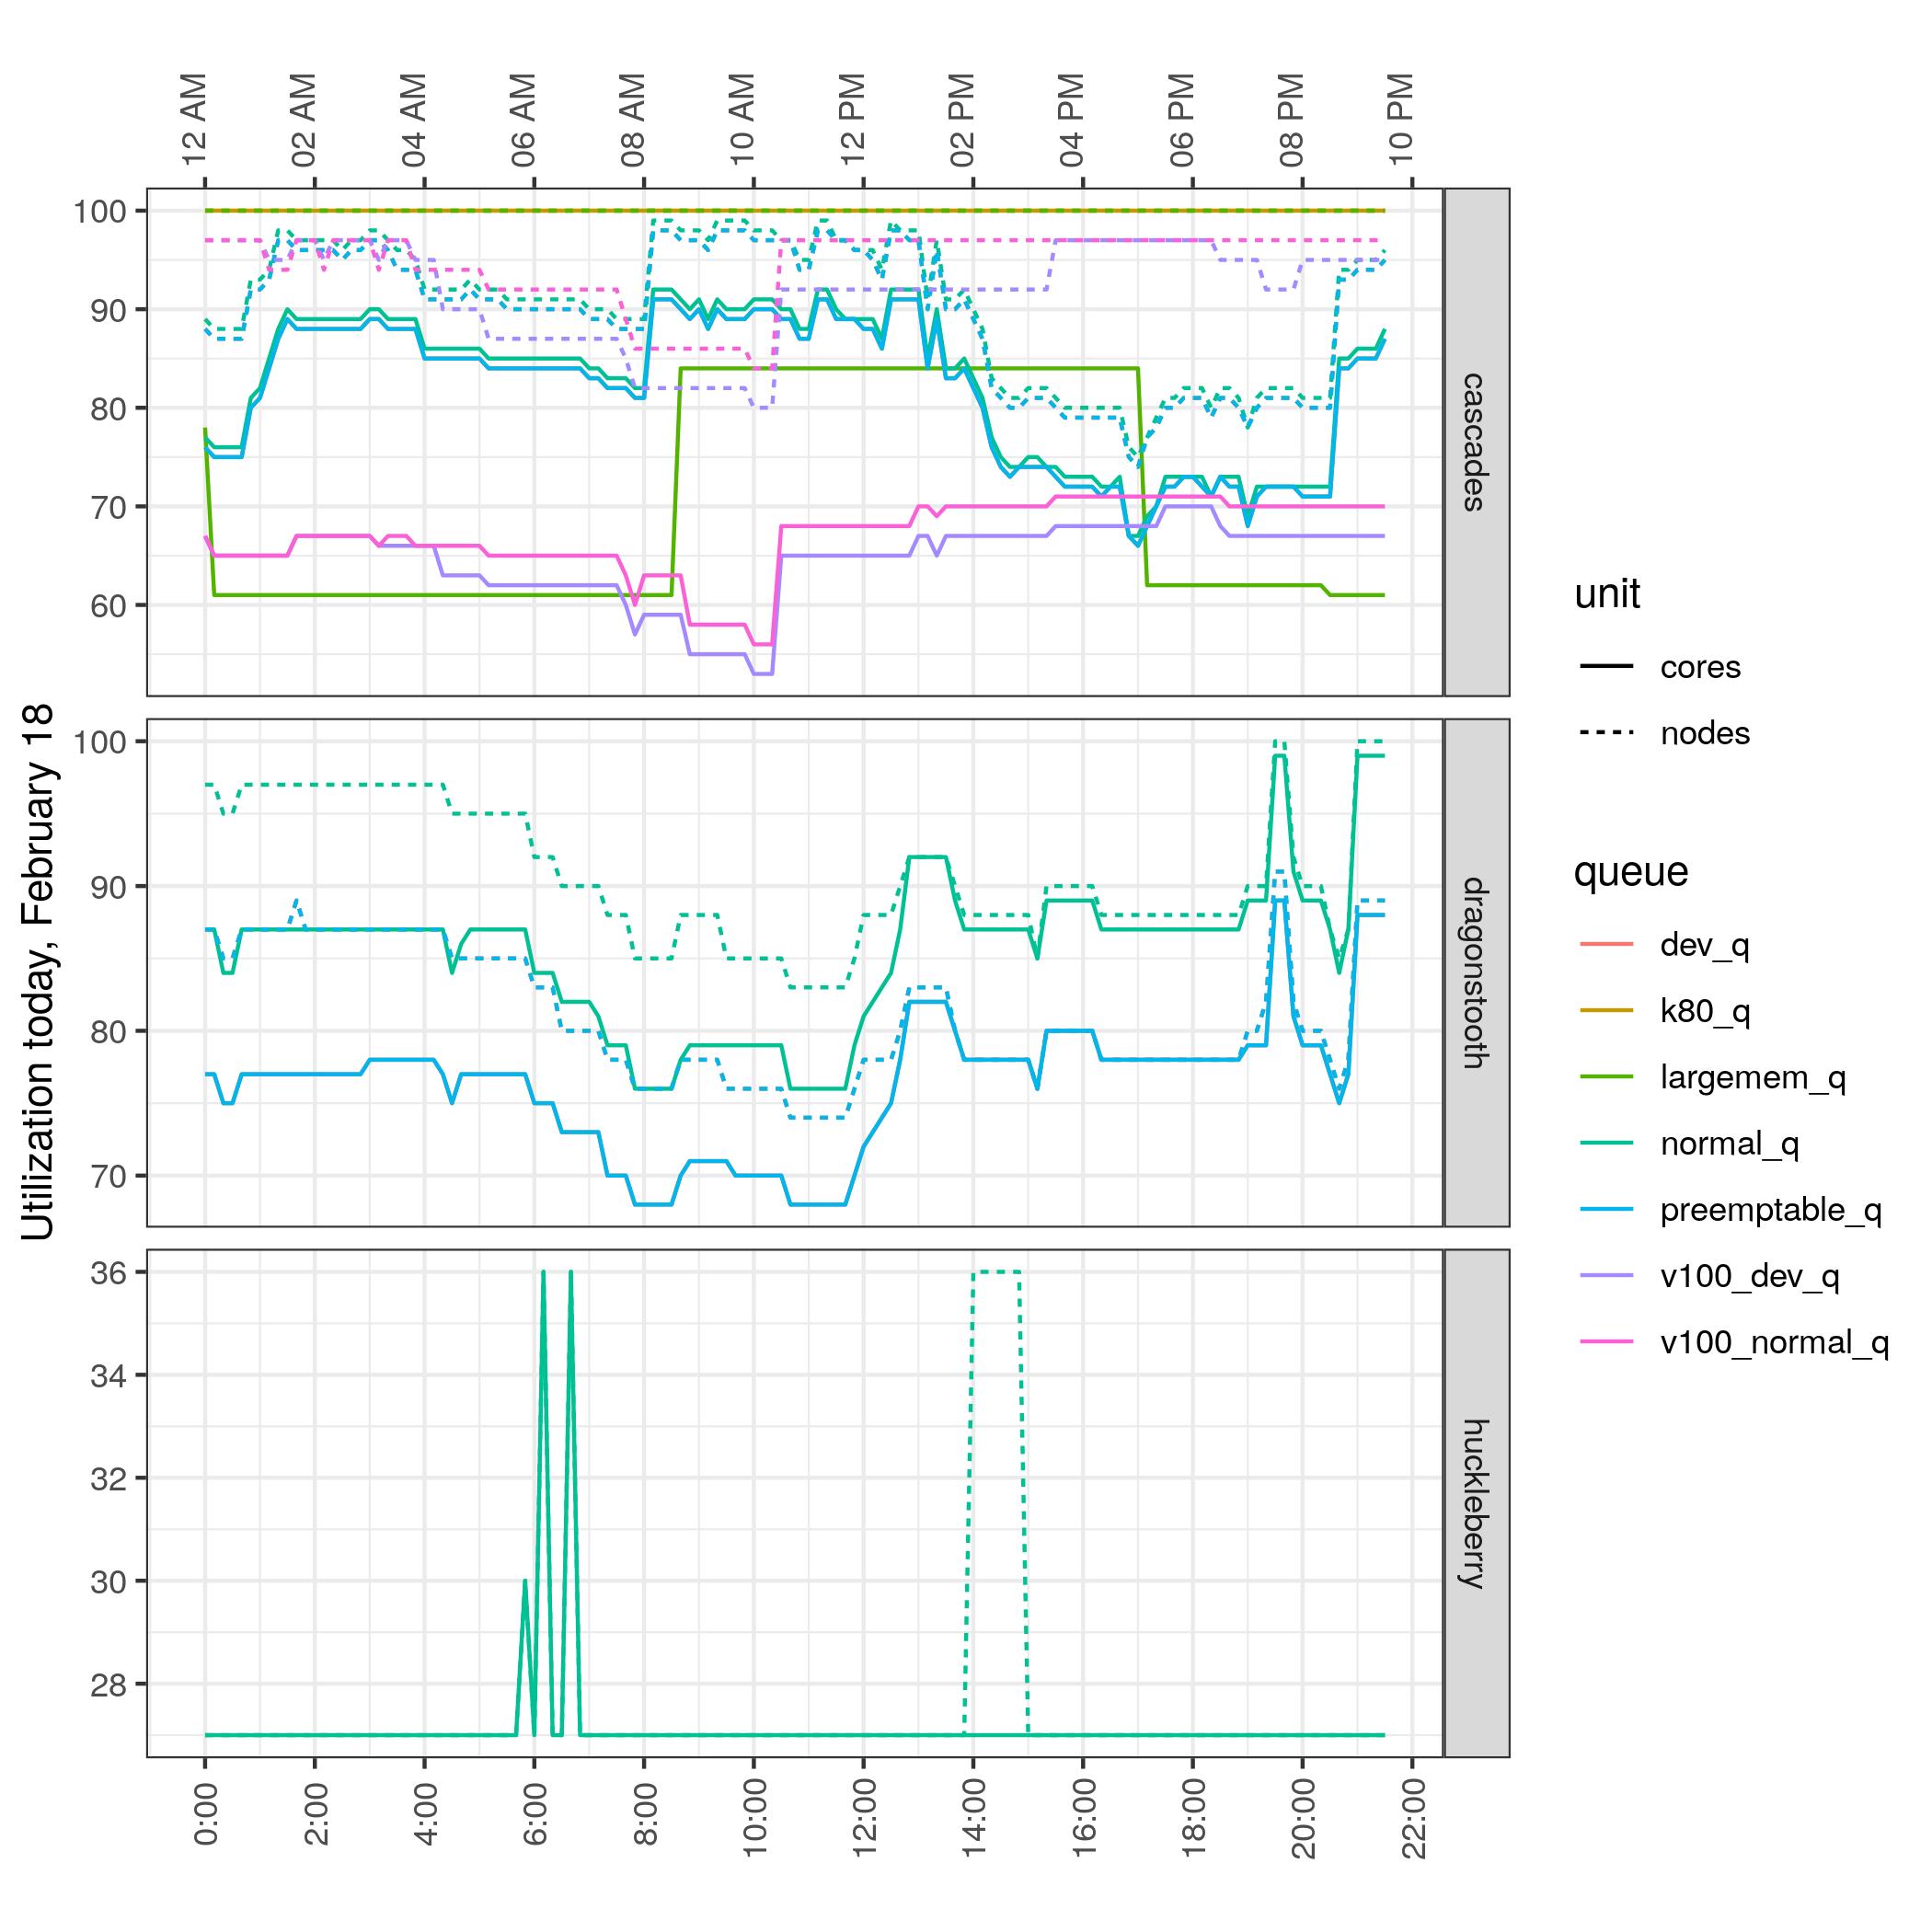 12 AM
02 AM
04 AM
06 AM
08 AM
10 AM
12 PM
02 PM
04 PM
06 PM
08 PM
10 PM
Utilization today, February 18
100
90
80
70
60
cascades
100
90
80
70
dragonstooth
36
34
32
30
28
huckleberry
0:00
2:00
4:00
6:00
8:00
10:00
12:00
14:00
16:00
18:00
20:00
22:00
unit
cores
nodes
queue
dev_q
k80_q
largemem_q
normal_q
preemptable_q
v100_dev_q
v100_normal_q